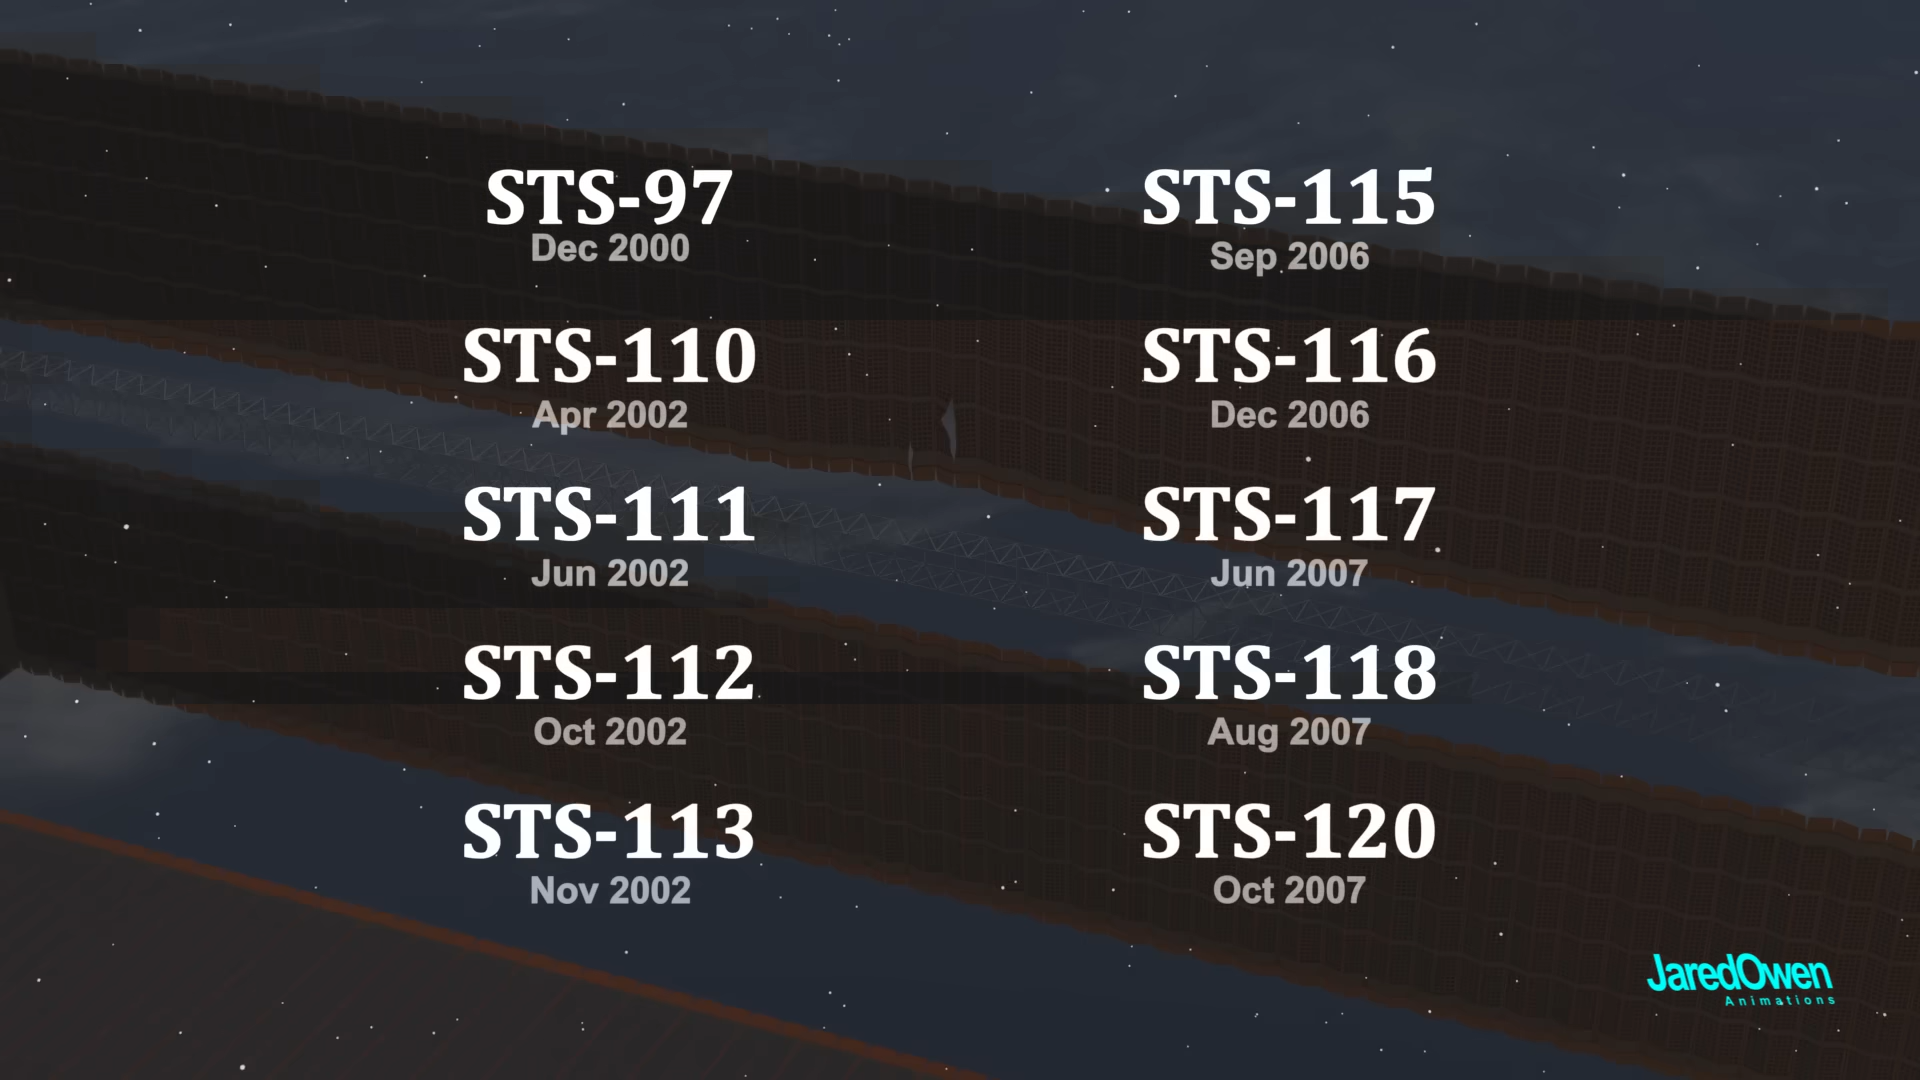 STS-97
Dec 2000
STS-110
Apr 2002
STS-111
Jun 2002
STS-112
Oct 2002
STS-113
Nov 2002
STS-115
Sep 2006
STS-116
Dec 2006
STS-117
Jun 2007
STS-118
Aug 2007
STS-120
Oct 2007
JaredOwen
Animations